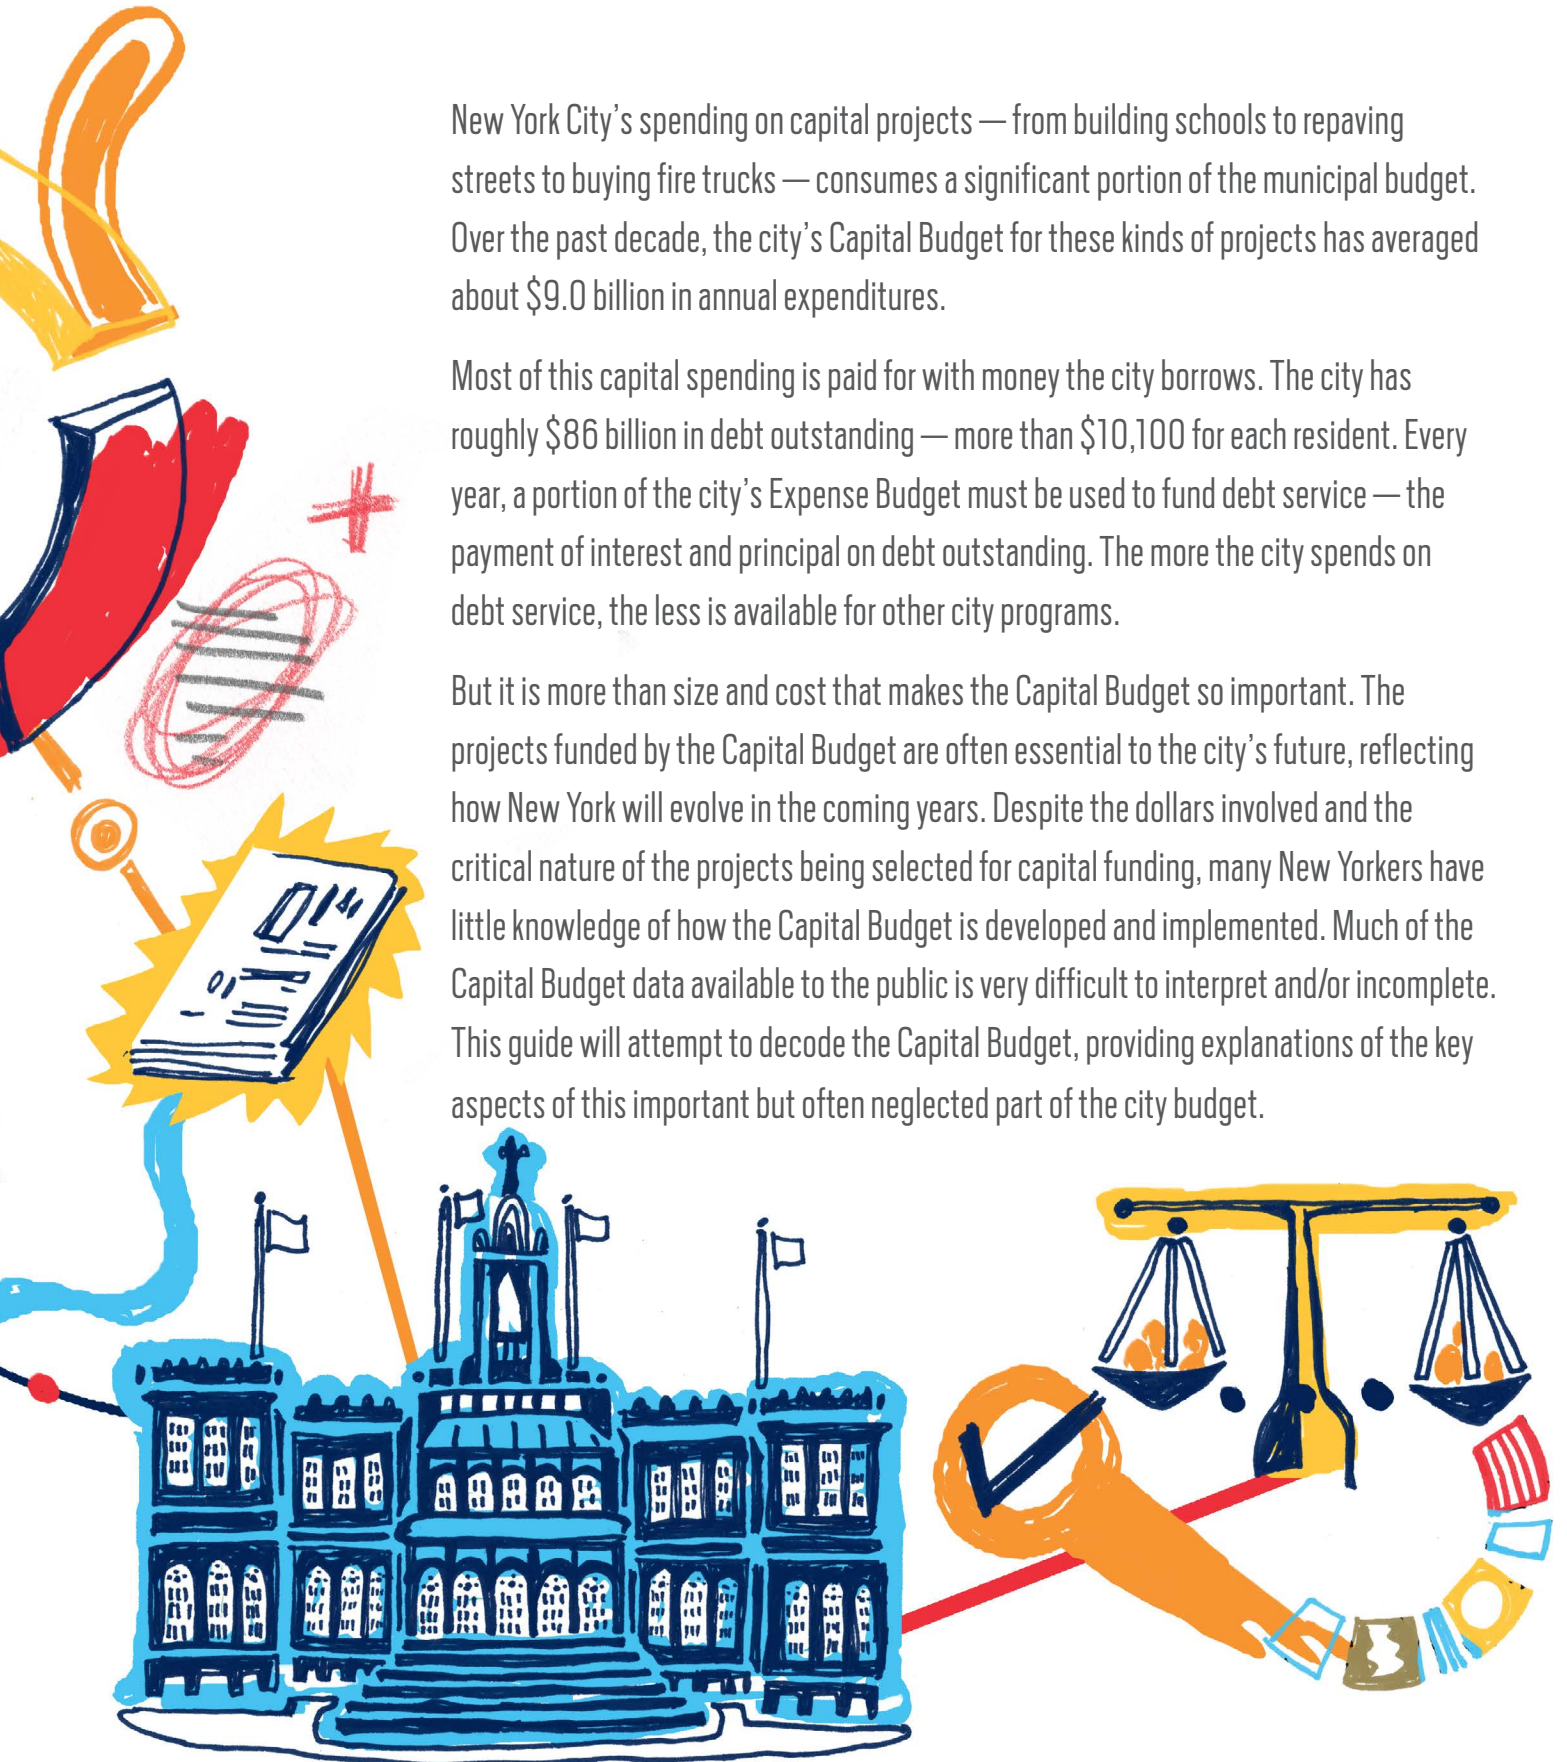 New York City’s spending on capital projects — from building schools to repaving
streets to buying fire trucks — consumes a significant portion of the municipal budget.
Over the past decade, the city’s Capital Budget for these kinds of projects has averaged
about $9.0 billion in annual expenditures.
Most of this capital spending is paid for with money the city borrows. The city has
roughly $86 billion in debt outstanding — more than $10,100 for each resident. Every
year, a portion of the city’s Expense Budget must be used to fund debt service — the
payment of interest and principal on debt outstanding. The more the city spends on
debt service, the less is available for other city programs.
But it is more than size and cost that makes the Capital Budget so important. The
projects funded by the Capital Budget are often essential to the city’s future, reflecting
how New York will evolve in the coming years. Despite the dollars involved and the
critical nature of the projects being selected for capital funding, many New Yorkers have
little knowledge of how the Capital Budget is developed and implemented. Much of the
Capital Budget data available to the public is very difficult to interpret and/or incomplete.
This guide will attempt to decode the Capital Budget, providing explanations of the key
aspects of this important but often neglected part of the city budget.